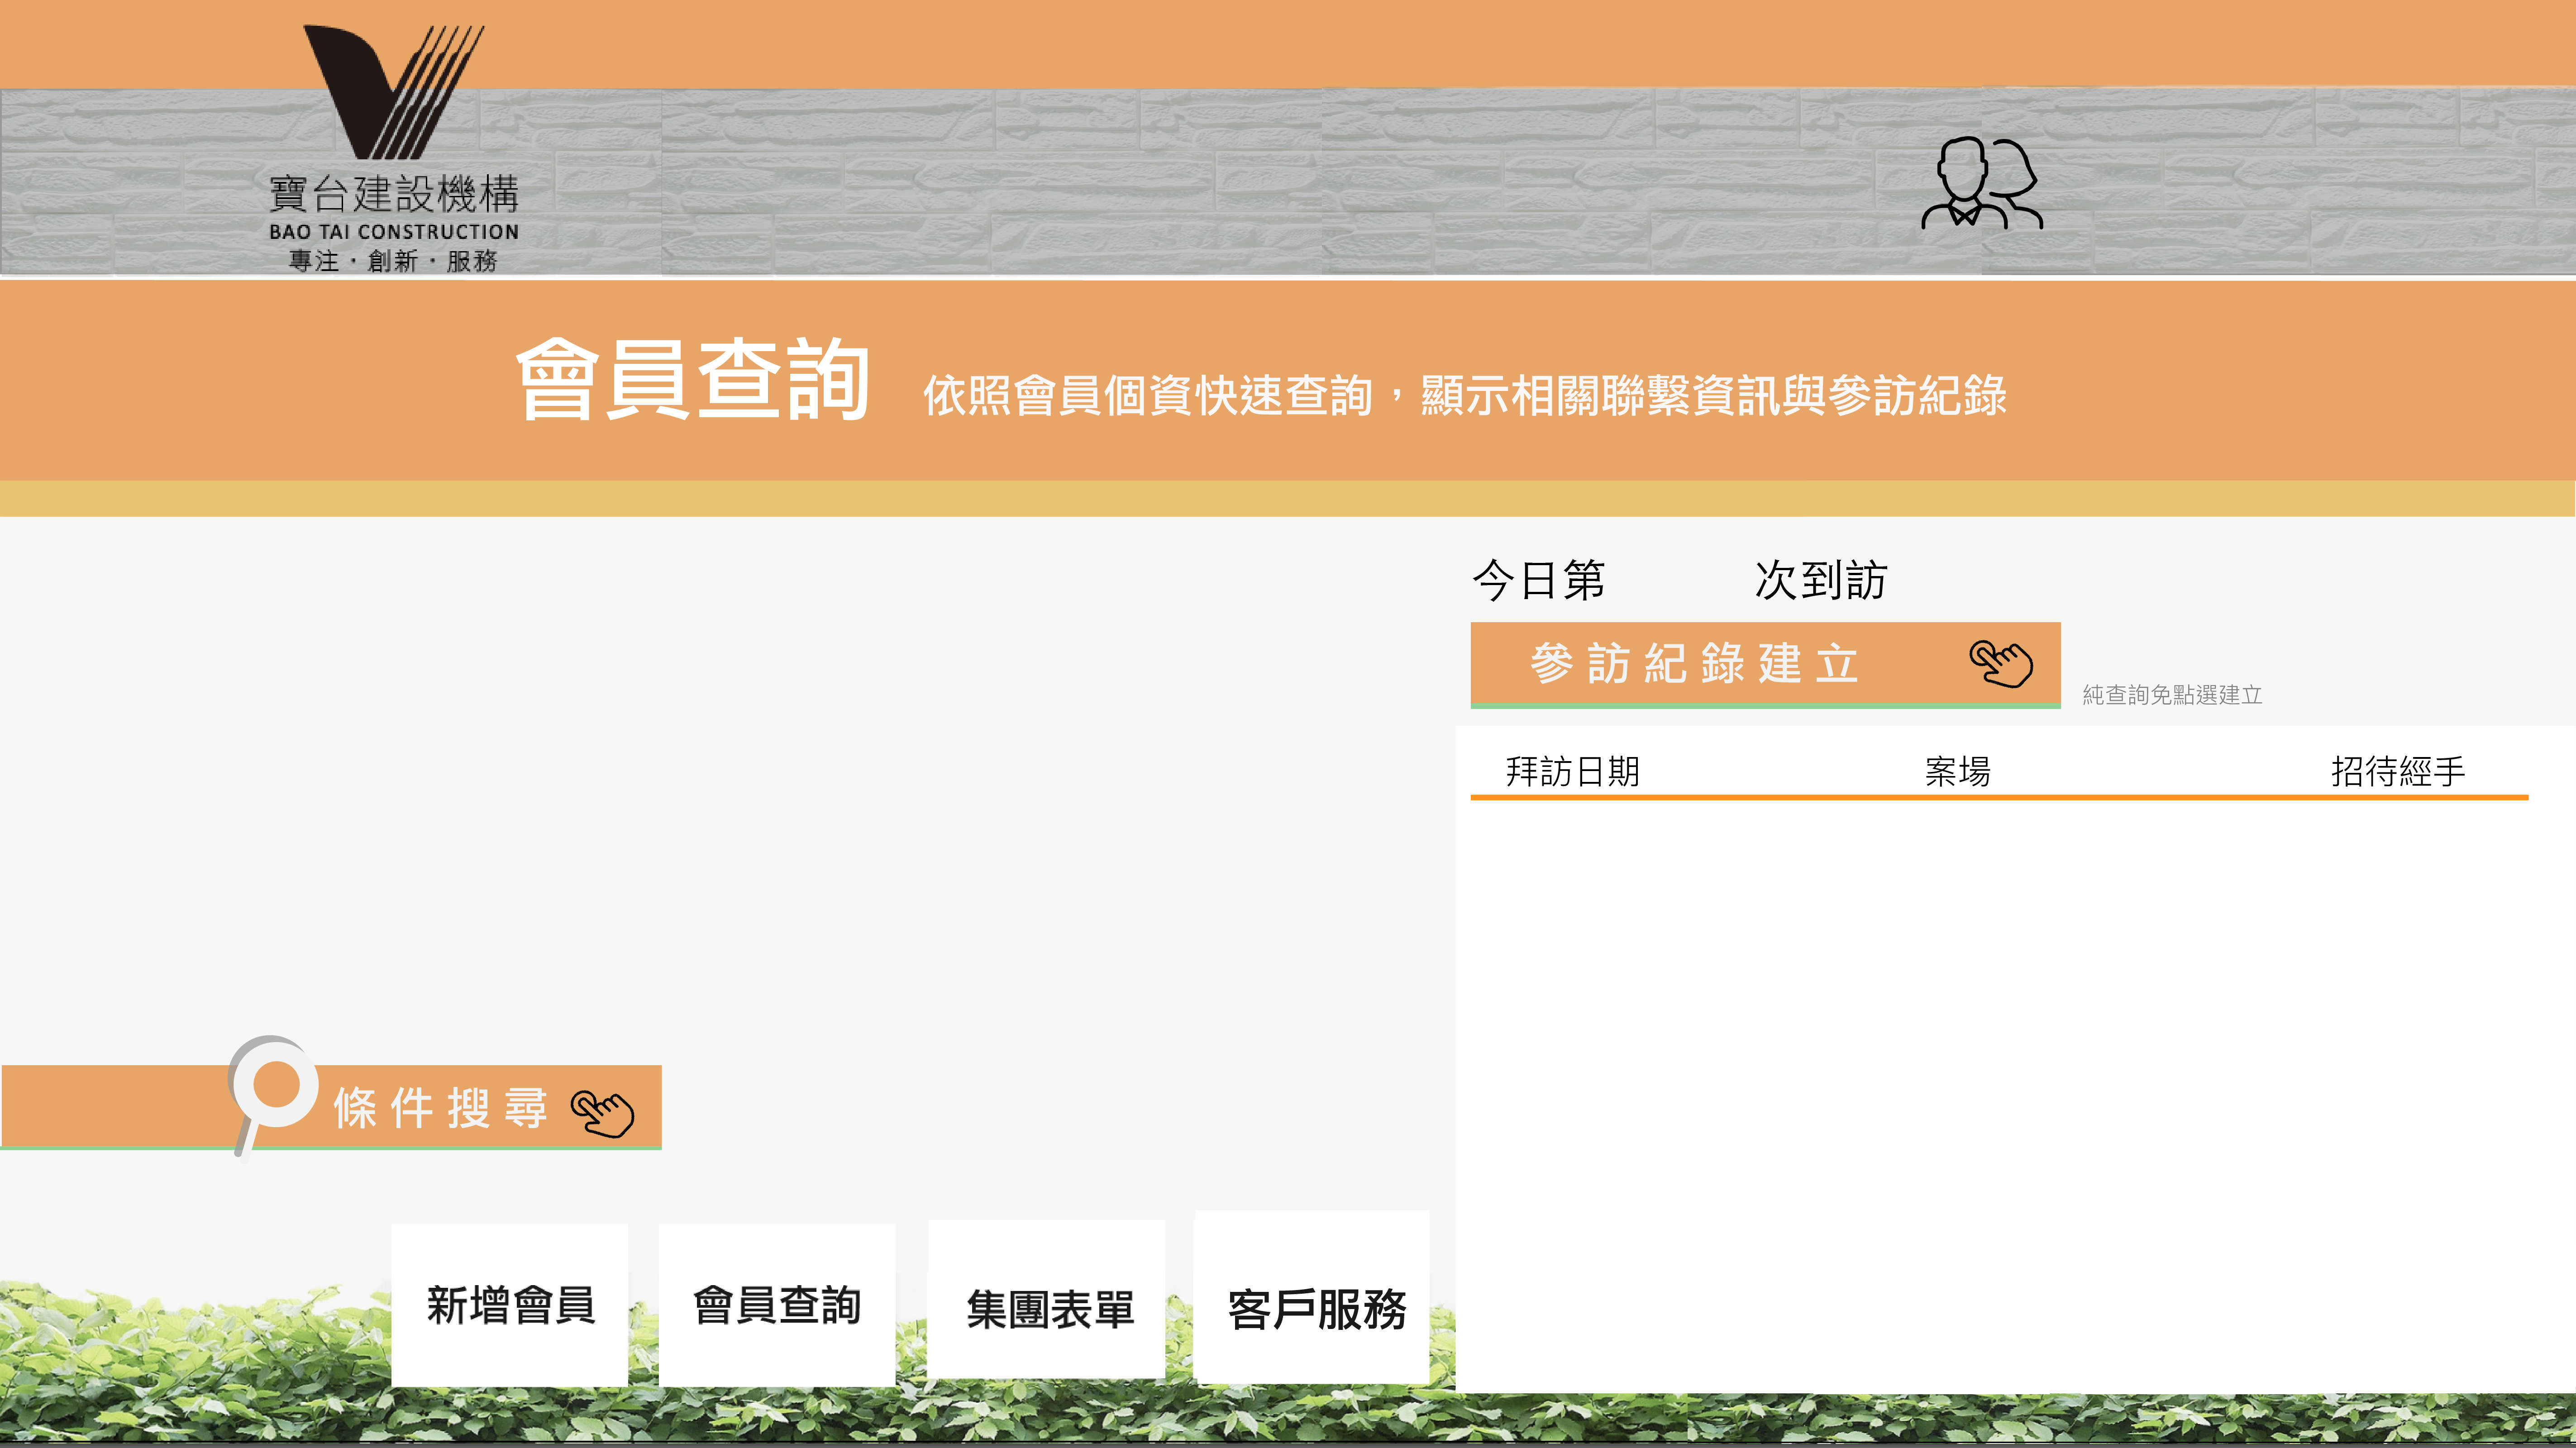 寶台建設機構
BAO TAI CONSTRUCTION
專注・創新・服務
會員查詢
依照會員個資快速查詢，顯示相關聯繫資訊與參訪紀錄
今日第 次到訪
參訪紀錄建立
純查詢免點選建立
拜訪日期 案場 招待經手
條件搜尋
新增會員 會員查詢 集團表單 客戶服務